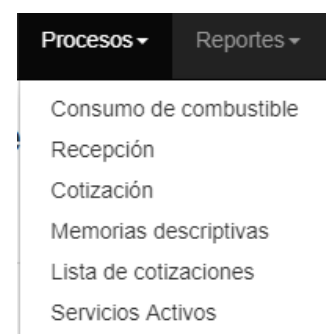 Procesos Reportes
Consumo de combustible
Recepción
Cotización
Memorias descriptivas
Lista de cotizaciones
Servicios Activos